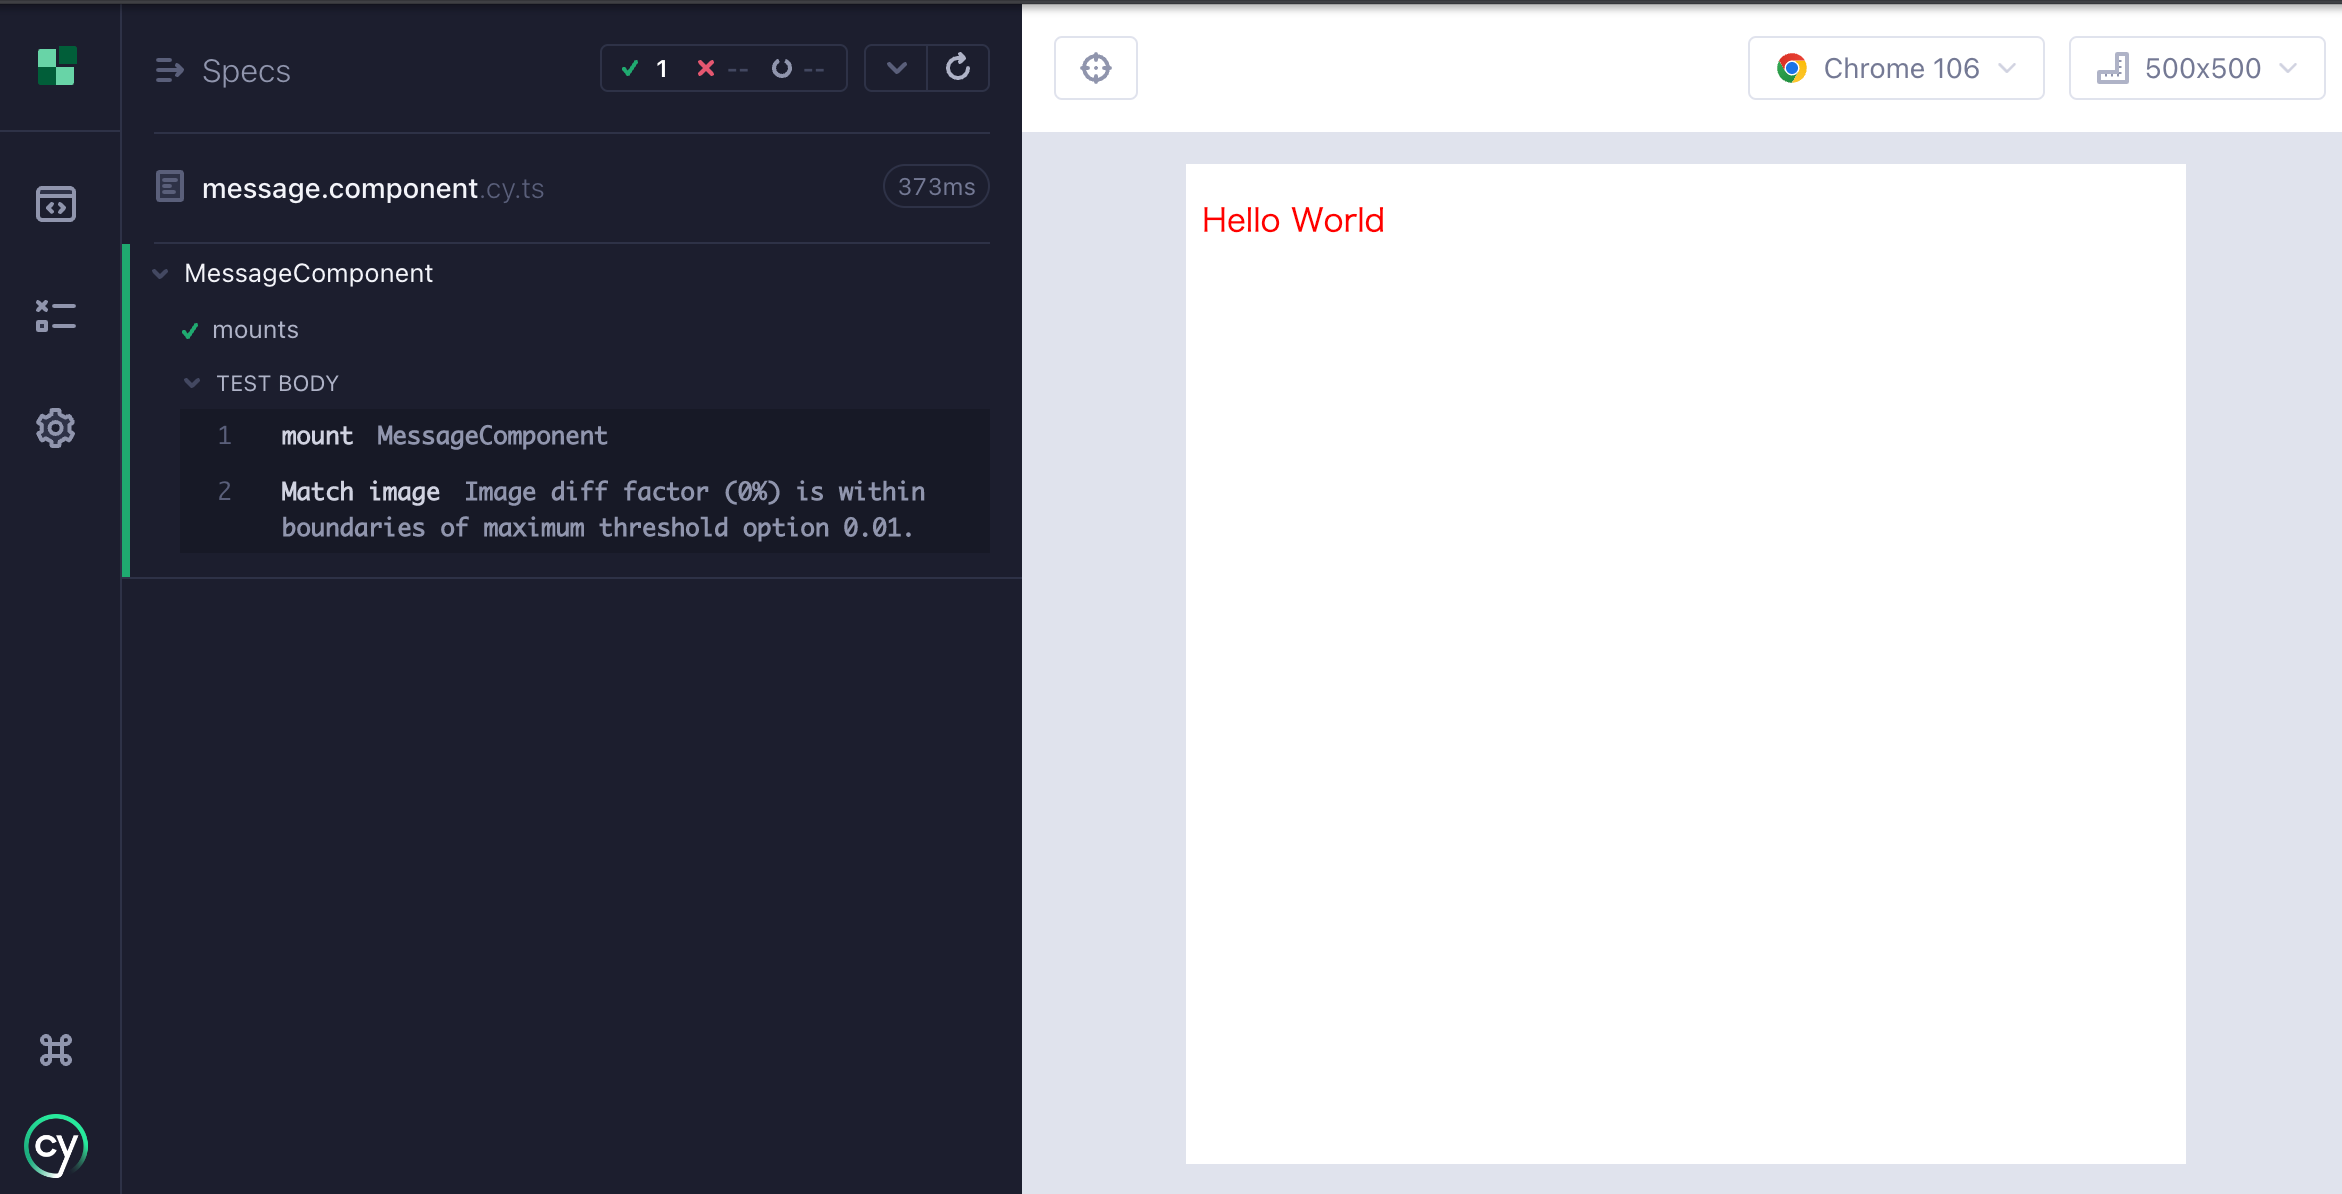 Specs
1 -- --
Chrome 106
500x500
message.component.cy.ts
373ms
MessageComponent
mounts
TEST BODY
1 mount MessageComponent
2 Match image Image diff factor (0%) is within
boundaries of maximum threshold option 0.01.
cy
Hello World